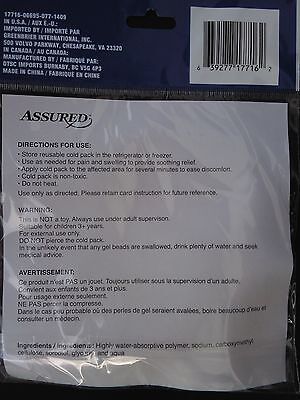 17716-00695-077-1409
IN U.S.A. / AUX É.-U.:
IMPORTED BY / IMPORTÉ PAR
GREENBRIER INTERNATIONAL, INC.
500 VOLVO PARKWAY, CHESAPEAKE, VA 23320
IN CANADA / AU CANADA:
MANUFACTURED BY / FABRIQUÉ PAR:
DTSC IMPORTS BURNABY, BC V5G 4P3
MADE IN CHINA / FABRIQUÉ EN CHINE
6 39277 17716 7
ASSURED
DIRECTIONS FOR USE:
• Store reusable cold pack in the refrigerator or freezer.
• Use as needed for pain and swelling to provide soothing relief.
• Apply cold pack to the affected area for several minutes to ease discomfort.
• Cold pack is non-toxic.
• Do not heat.
Use only as directed. Please retain card instruction for future reference.
WARNING:
This is NOT a toy. Always use under adult supervision.
Suitable for children 3+ years.
For external use only.
DO NOT pierce the cold pack.
In the unlikely event that any gel beads are swallowed, drink plenty of water and seek
medical advice.
AVERTISSEMENT:
Ce produit n'est PAS un jouet. Toujours utiliser sous la supervision d'un adulte.
Convient aux enfants de 3 ans et plus.
Pour usage externe seulement.
NE PAS percer la compresse.
Dans le cas peu probable où des perles de gel seraient avalées, boire beaucoup d'eau et
consulter un médecin.
Ingredients / Ingrédients: Highly water-absorptive polymer, sodium, carboxymethyl
cellulose, sorbitol, glycerine and aqua